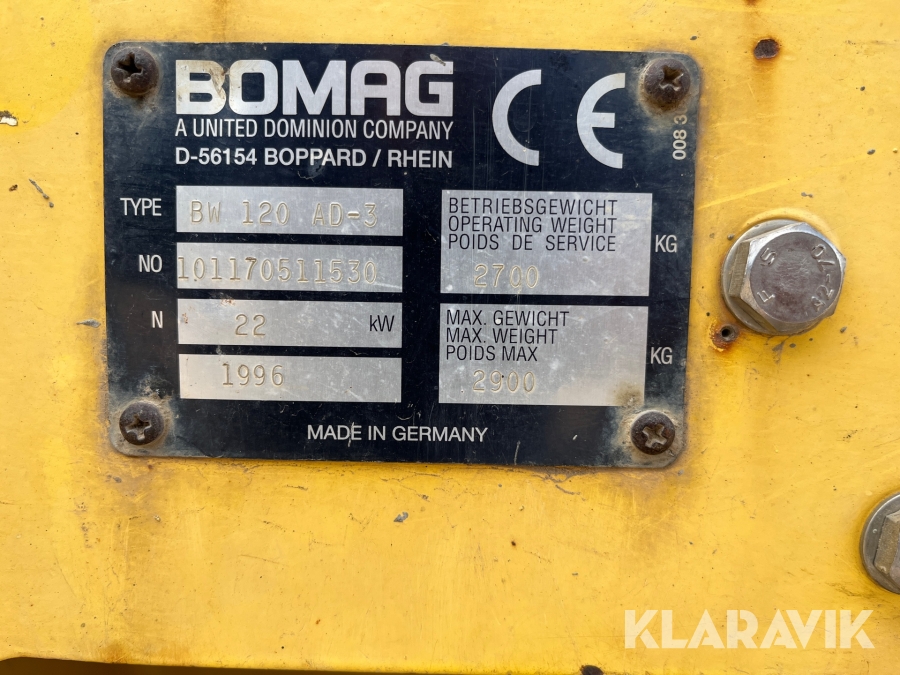 BOMAG
A UNITED DOMINION COMPANY
D-56154 BOPPARD / RHEIN
CE
008 3
TYPE BW 120 AD-3
NO 101170511530
N 22 kW
1996
BETRIEBSGEWICHT
OPERATING WEIGHT
POIDS DE SERVICE
2700 KG
MAX. GEWICHT
MAX. WEIGHT
POIDS MAX
2900 KG
MADE IN GERMANY
KLARAVIK